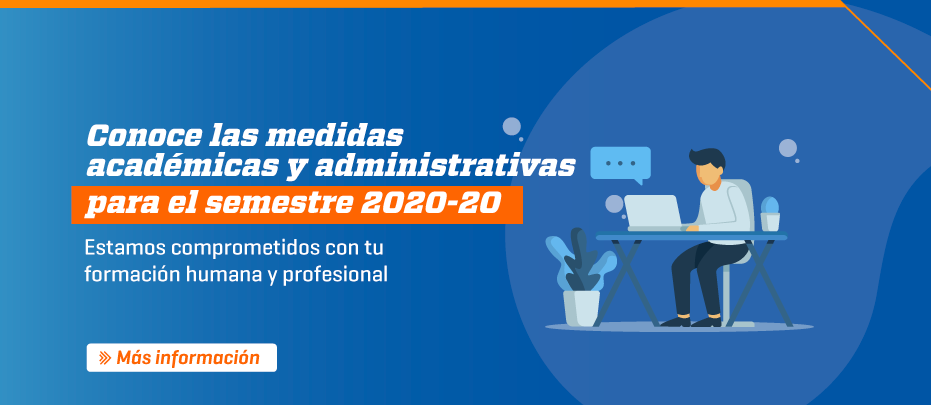 Conoce las medidas
académicas y administrativas
para el semestre 2020-20
Estamos comprometidos con tu
formación humana y profesional
Más información